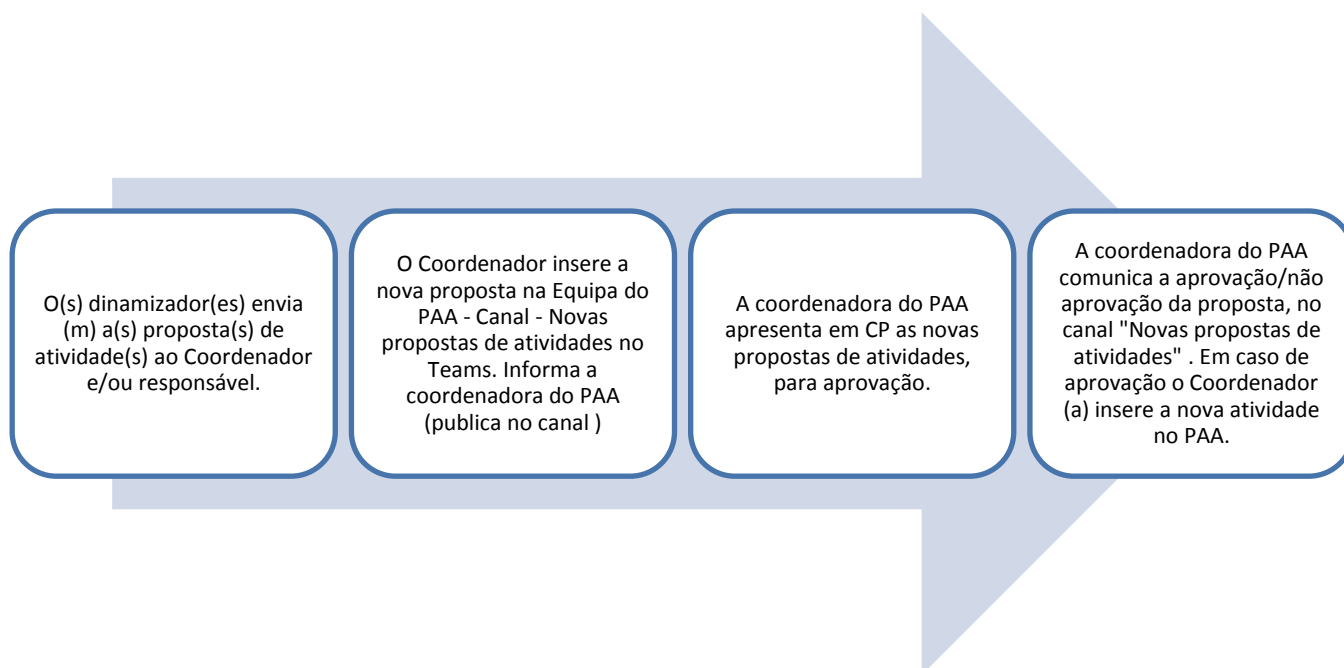 O(s) dinamizador(es) envia
(m) a(s) proposta(s) de
atividade(s) ao Coordenador
e/ou responsável.
O Coordenador insere a
nova proposta na Equipa do
PAA - Canal - Novas
propostas de atividades no
Teams. Informa a
coordenadora do PAA
(publica no canal )
A coordenadora do PAA
apresenta em CP as novas
propostas de atividades,
para aprovação.
A coordenadora do PAA
comunica a aprovação/não
aprovação da proposta, no
canal "Novas propostas de
atividades" . Em caso de
aprovação o Coordenador
(a) insere a nova atividade
no PAA.